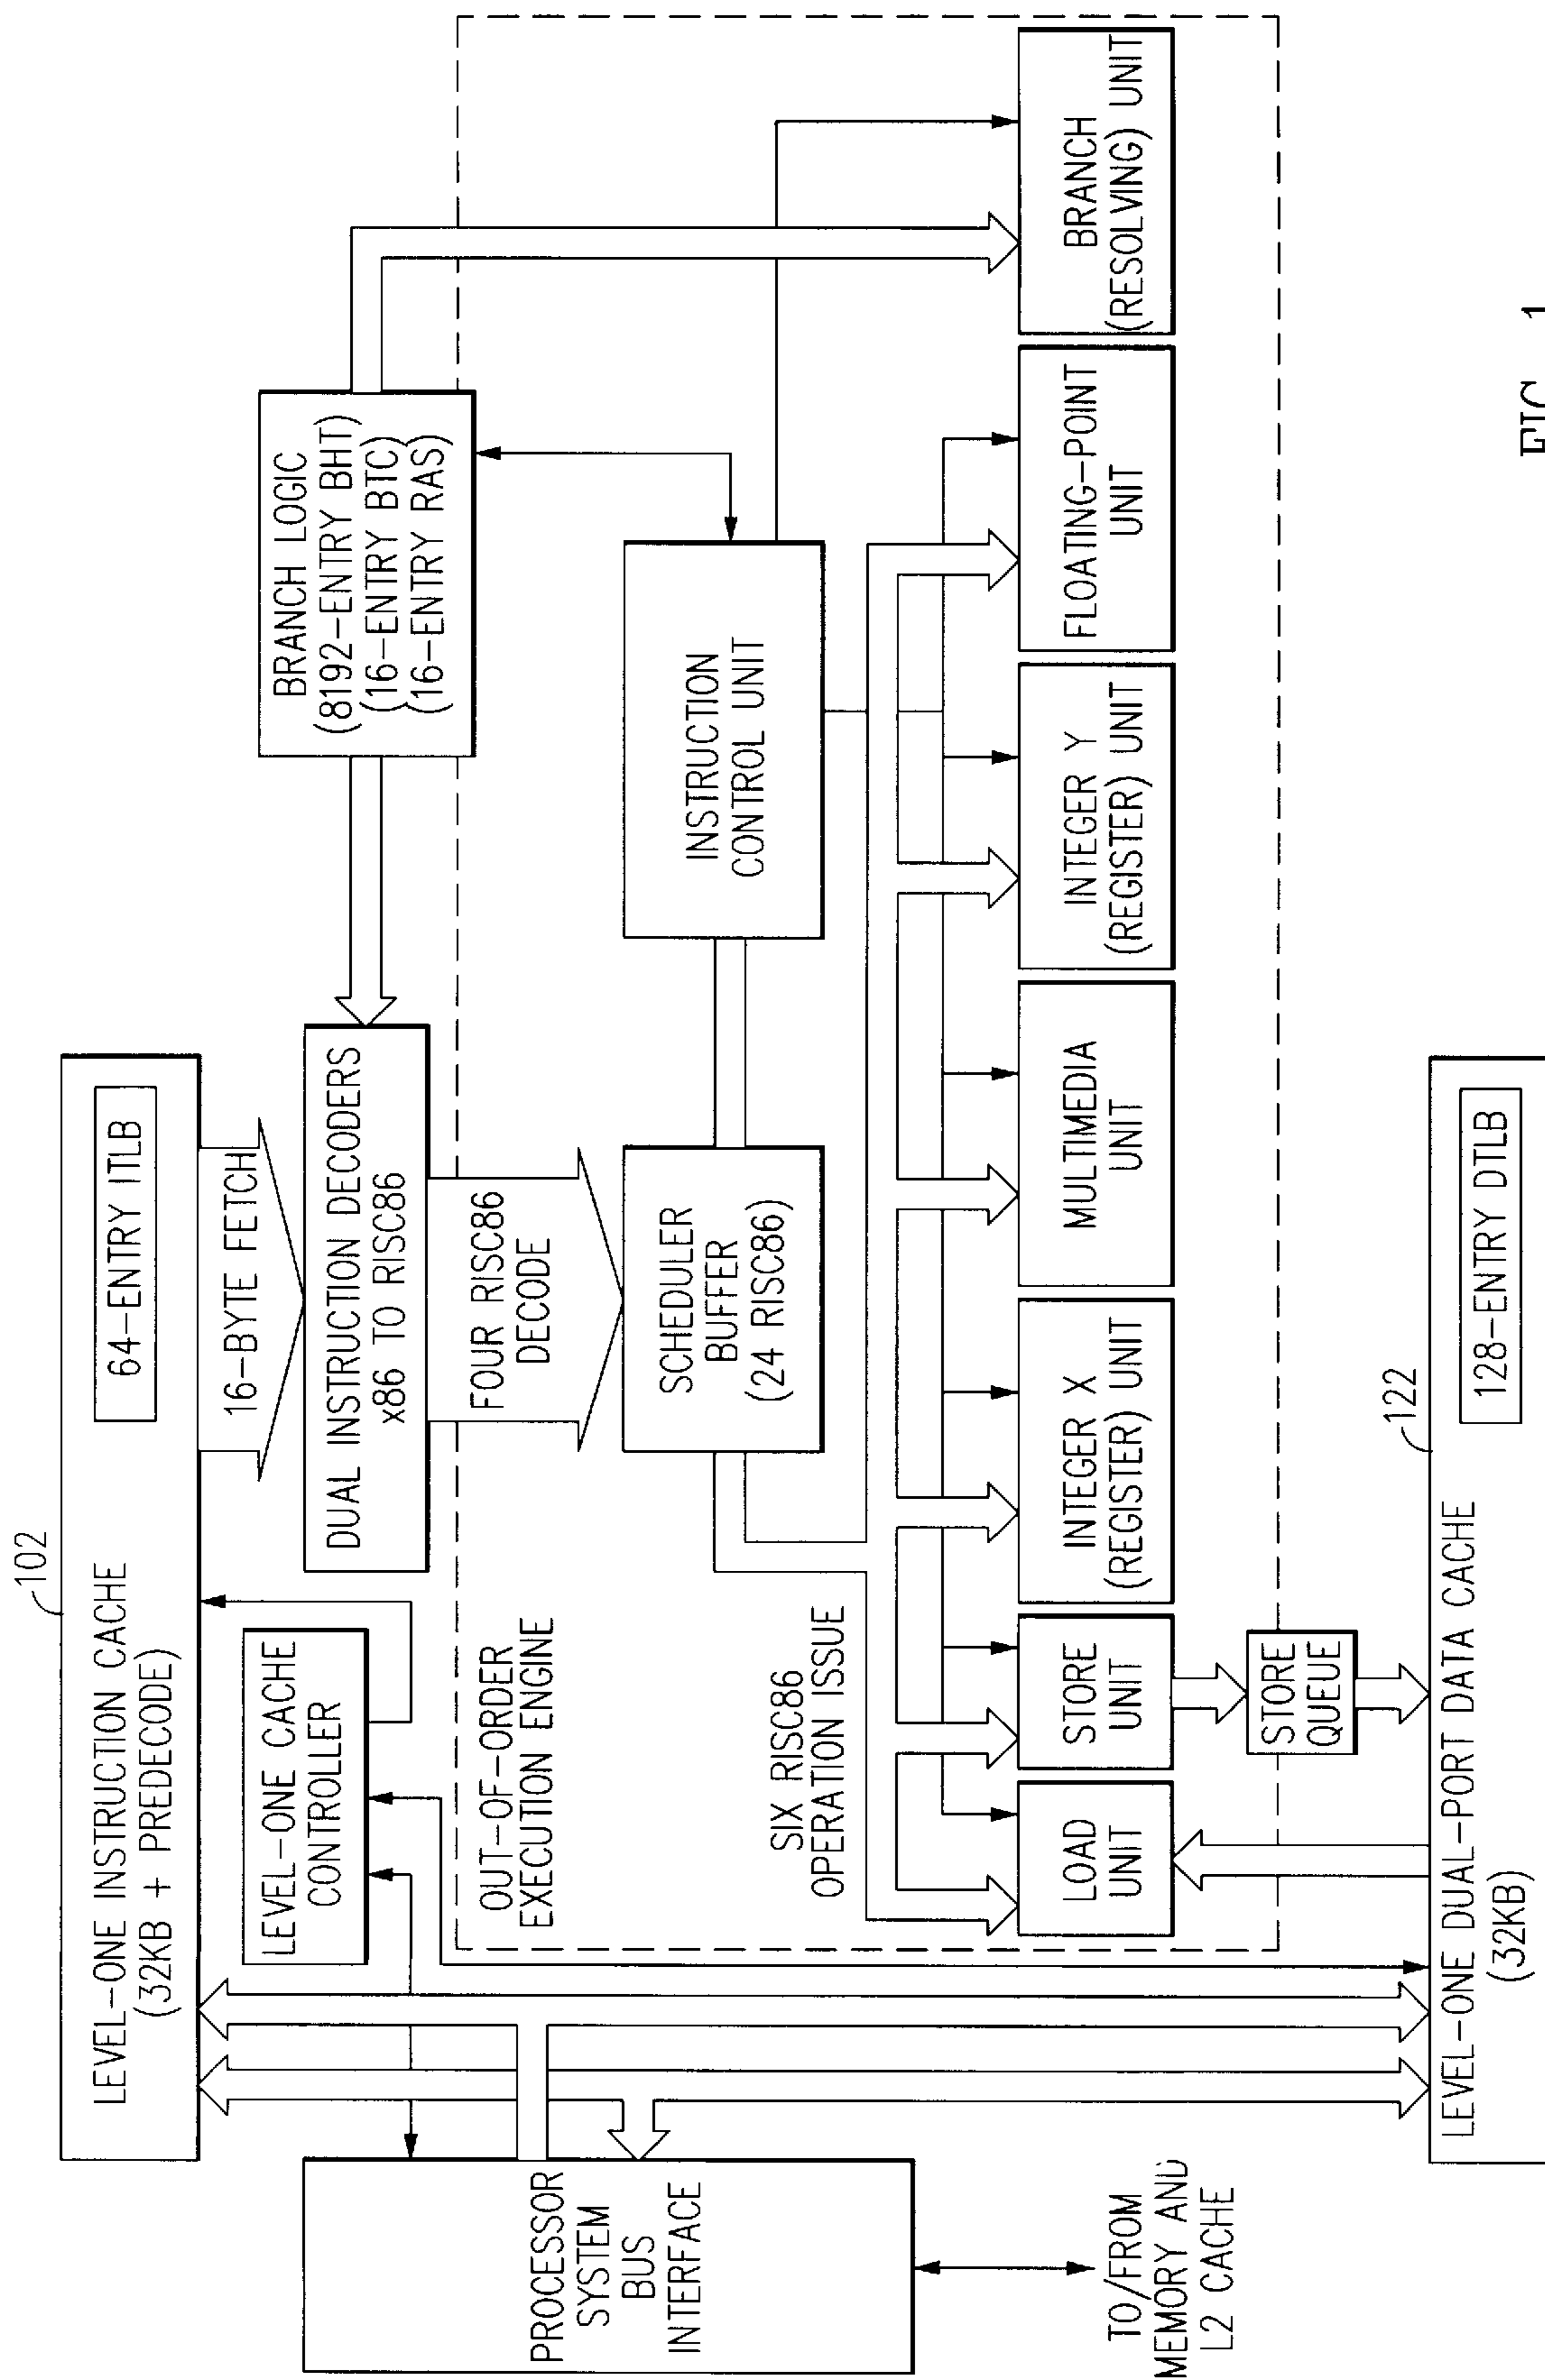 102
LEVEL-ONE INSTRUCTION CACHE
(32KB + PREDECODE)
64-ENTRY ITLB
16-BYTE FETCH
LEVEL-ONE CACHE
CONTROLLER
DUAL INSTRUCTION DECODERS
x86 TO RISC86
BRANCH LOGIC
(8192-ENTRY BHT)
(16-ENTRY BTC)
(16-ENTRY RAS)
PROCESSOR
SYSTEM
BUS
INTERFACE
OUT-OF-ORDER
EXECUTION ENGINE
FOUR RISC86
DECODE
SCHEDULER
BUFFER
(24 RISC86)
INSTRUCTION
CONTROL UNIT
SIX RISC86
OPERATION ISSUE
LOAD
UNIT
STORE
UNIT
INTEGER X
(REGISTER) UNIT
MULTIMEDIA
UNIT
INTEGER Y
(REGISTER) UNIT
FLOATING-POINT
UNIT
BRANCH
(RESOLVING) UNIT
TO/FROM
MEMORY AND
L2 CACHE
STORE
QUEUE
122
LEVEL-ONE DUAL-PORT DATA CACHE
(32KB)
128-ENTRY DTLB
FIG. 1